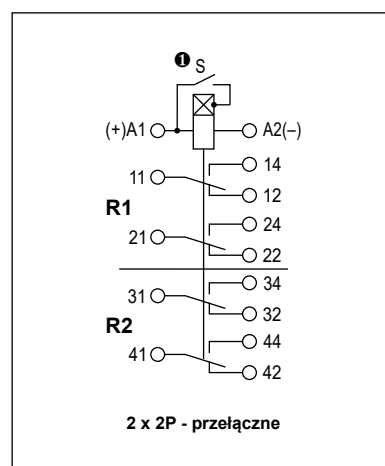 ❶ S
(+)A1 A2(–)
14
11
12
R1
24
21
22
34
31
32
R2
44
41
42
2 x 2P - przełączne